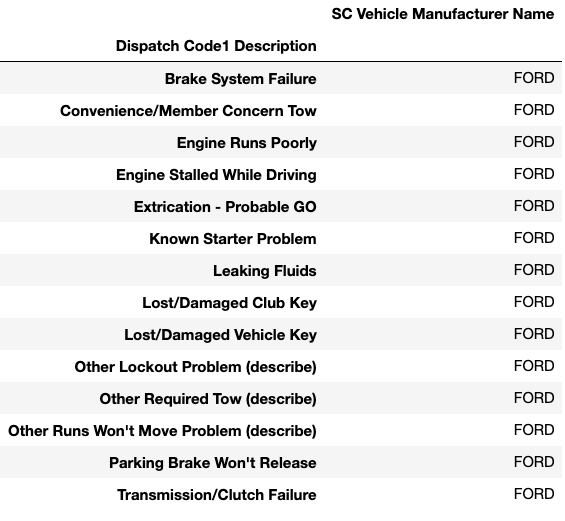 SC Vehicle Manufacturer Name
Dispatch Code1 Description
Brake System Failure FORD
Convenience/Member Concern Tow FORD
Engine Runs Poorly FORD
Engine Stalled While Driving FORD
Extrication - Probable GO FORD
Known Starter Problem FORD
Leaking Fluids FORD
Lost/Damaged Club Key FORD
Lost/Damaged Vehicle Key FORD
Other Lockout Problem (describe) FORD
Other Required Tow (describe) FORD
Other Runs Won't Move Problem (describe) FORD
Parking Brake Won't Release FORD
Transmission/Clutch Failure FORD